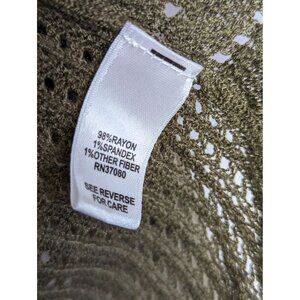 98%RAYON
1%SPANDEX
1%OTHER FIBER
RN37080
SEE REVERSE
FOR CARE